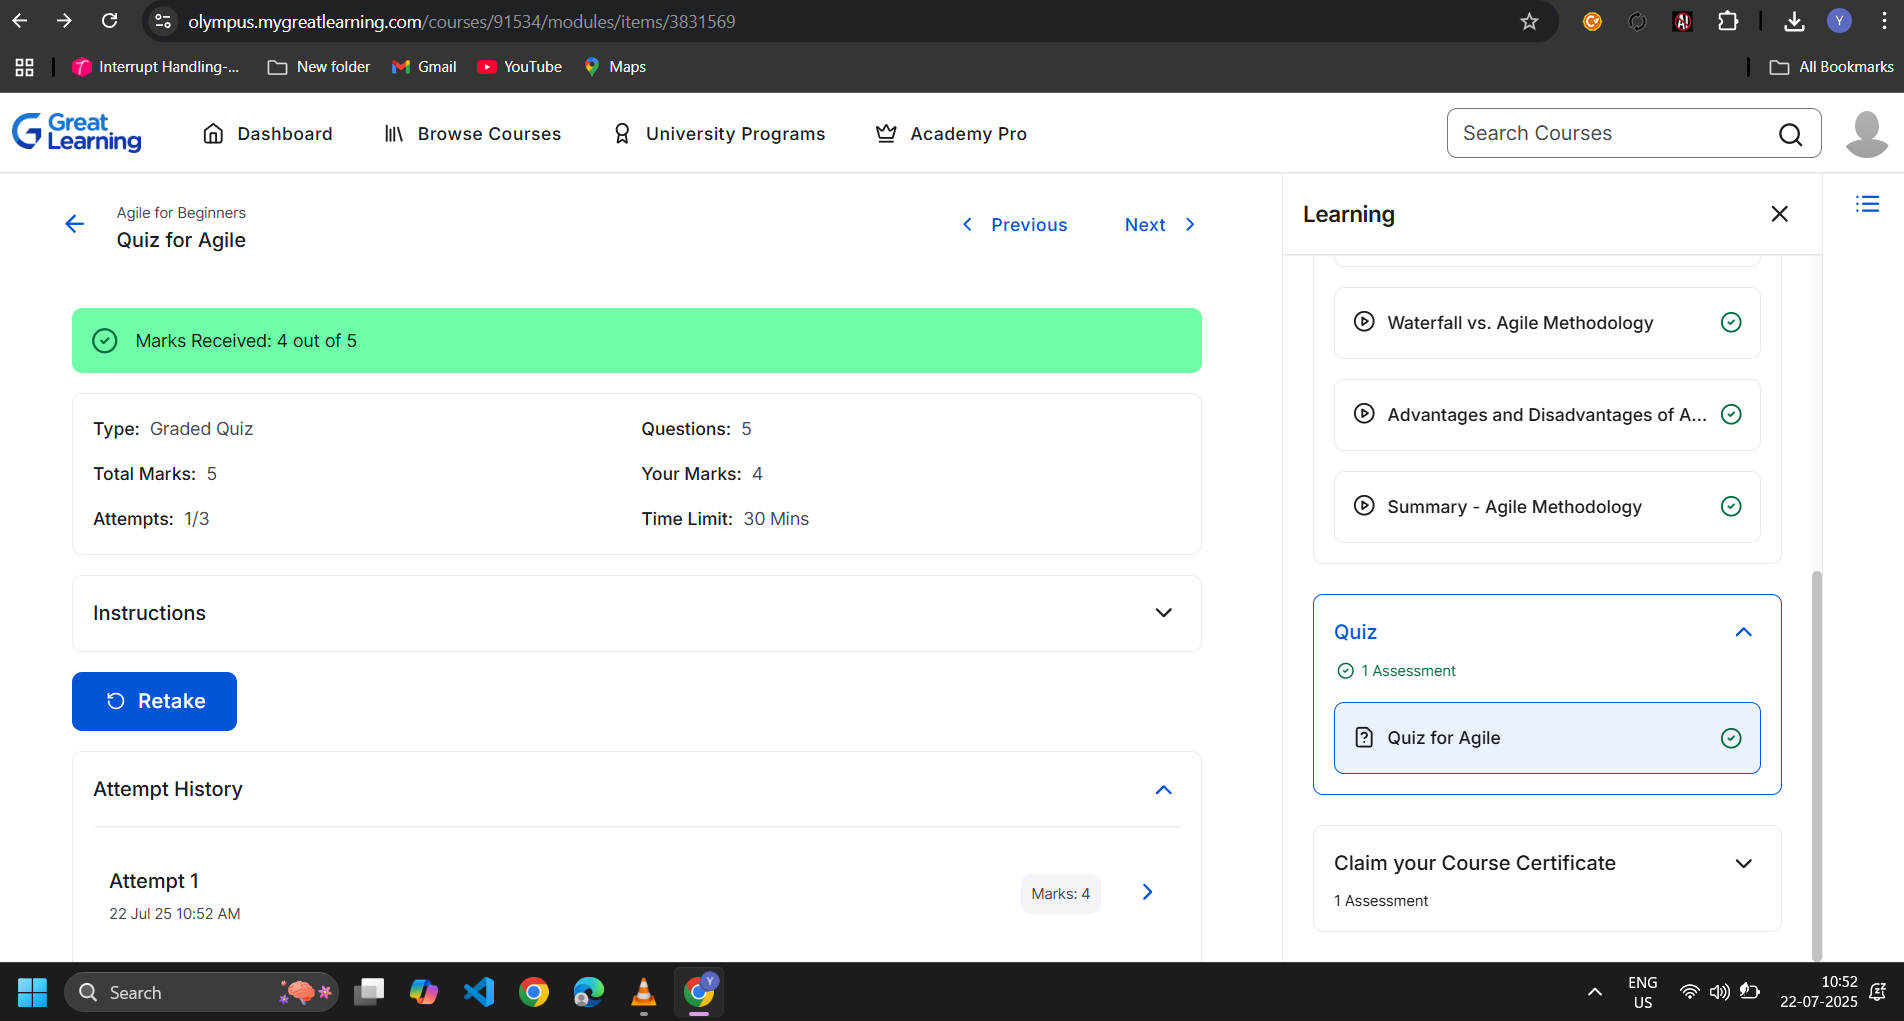 olympus.mygreatlearning.com/courses/91534/modules/items/3831569
Y
Interrupt Handling-...
New folder
Gmail
YouTube
Maps
All Bookmarks
Great
Learning
Dashboard
Browse Courses
University Programs
Academy Pro
Search Courses
Agile for Beginners
Quiz for Agile
Previous
Next
Marks Received: 4 out of 5
Type: Graded Quiz
Questions: 5
Total Marks: 5
Your Marks: 4
Attempts: 1/3
Time Limit: 30 Mins
Instructions
Retake
Attempt History
Attempt 1
22 Jul 25 10:52 AM
Marks: 4
Learning
Waterfall vs. Agile Methodology
Advantages and Disadvantages of A...
Summary - Agile Methodology
Quiz
1 Assessment
Quiz for Agile
Claim your Course Certificate
1 Assessment
Search
Y
ENG
US
10:52
22-07-2025